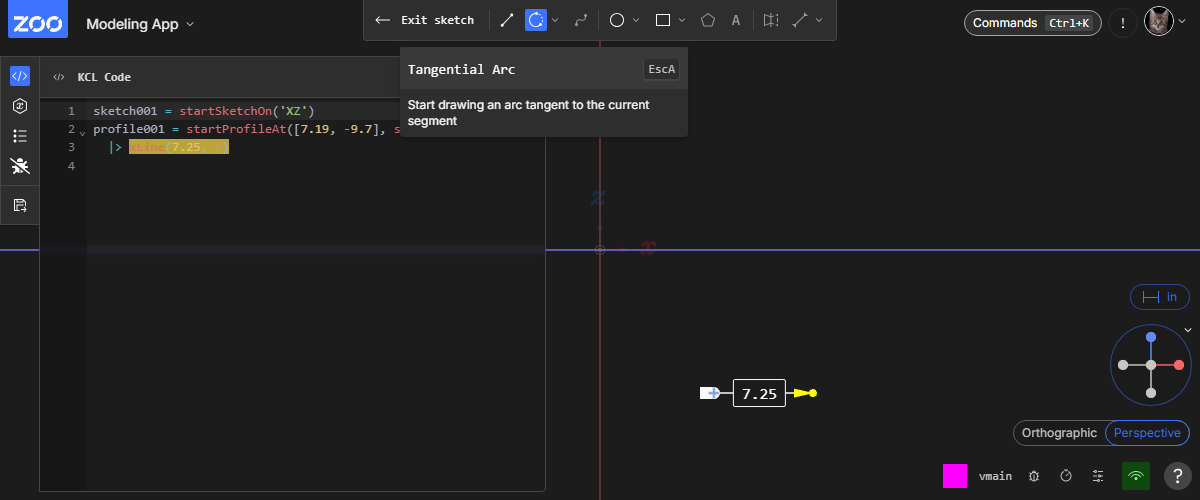 ZOO
Modeling App
Exit sketch
A
Commands Ctrl+K
!
Tangential Arc EscA
Start drawing an arc tangent to the current
segment
KCL Code
1 sketch001 = startSketchOn('XZ')
2 profile001 = startProfileAt([7.19, -9.7], s
3 |> xLine(7.25,
4
z
x
in
7.25
Orthographic Perspective
vmain
?